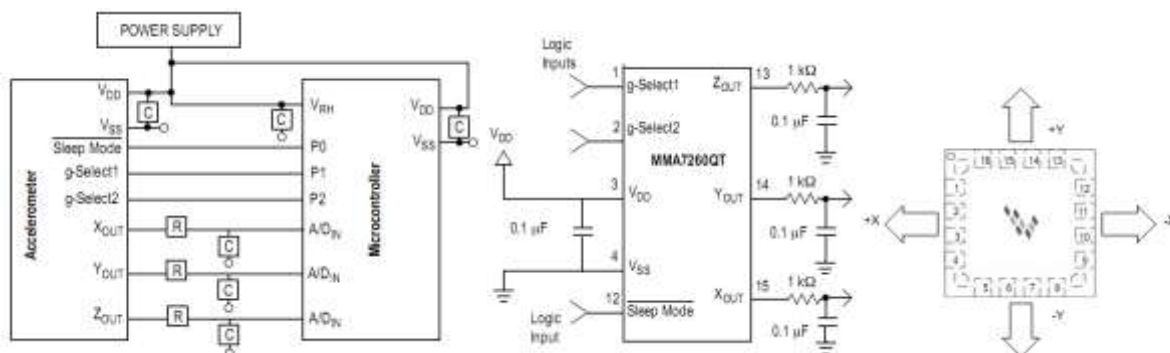 POWER SUPPLY
Accelerometer
VDD
C
VSS
Sleep Mode
g-Select1
g-Select2
XOUT
R
C
YOUT
R
C
ZOUT
R
C
C
VRH
P0
P1
P2
A/DIN
A/DIN
A/DIN
Microcontroller
VDD
C
VSS
Logic
Inputs
1
g-Select1
2
g-Select2
VDD
MMA7260QT
3
VDD
0.1 µF
4
VSS
12
Sleep Mode
Logic
Input
ZOUT
13
1 kΩ
0.1 µF
YOUT
14
1 kΩ
0.1 µF
XOUT
15
1 kΩ
0.1 µF
+Y
16 15 14 13
1
2
3
4
12
11
10
9
5 6 7 8
+X
-Y